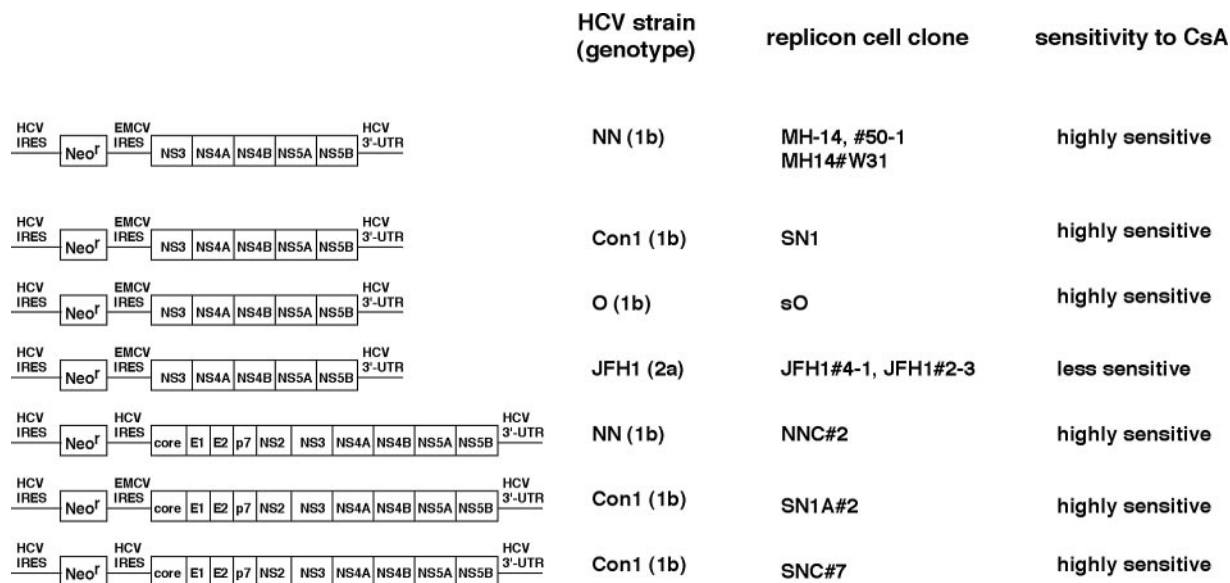 HCV strain (genotype) replicon cell clone sensitivity to CsA
HCV IRES Neor EMCV IRES NS3 NS4A NS4B NS5A NS5B HCV 3'-UTR NN (1b) MH-14, #50-1 highly sensitive
MH14#W31
HCV IRES Neor EMCV IRES NS3 NS4A NS4B NS5A NS5B HCV 3'-UTR Con1 (1b) SN1 highly sensitive
HCV IRES Neor EMCV IRES NS3 NS4A NS4B NS5A NS5B HCV 3'-UTR O (1b) sO highly sensitive
HCV IRES Neor EMCV IRES NS3 NS4A NS4B NS5A NS5B HCV 3'-UTR JFH1 (2a) JFH1#4-1, JFH1#2-3 less sensitive
HCV IRES Neor HCV IRES core E1 E2 p7 NS2 NS3 NS4A NS4B NS5A NS5B HCV 3'-UTR NN (1b) NNC#2 highly sensitive
HCV IRES Neor EMCV IRES core E1 E2 p7 NS2 NS3 NS4A NS4B NS5A NS5B HCV 3'-UTR Con1 (1b) SN1A#2 highly sensitive
HCV IRES Neor HCV IRES core E1 E2 p7 NS2 NS3 NS4A NS4B NS5A NS5B HCV 3'-UTR Con1 (1b) SNC#7 highly sensitive